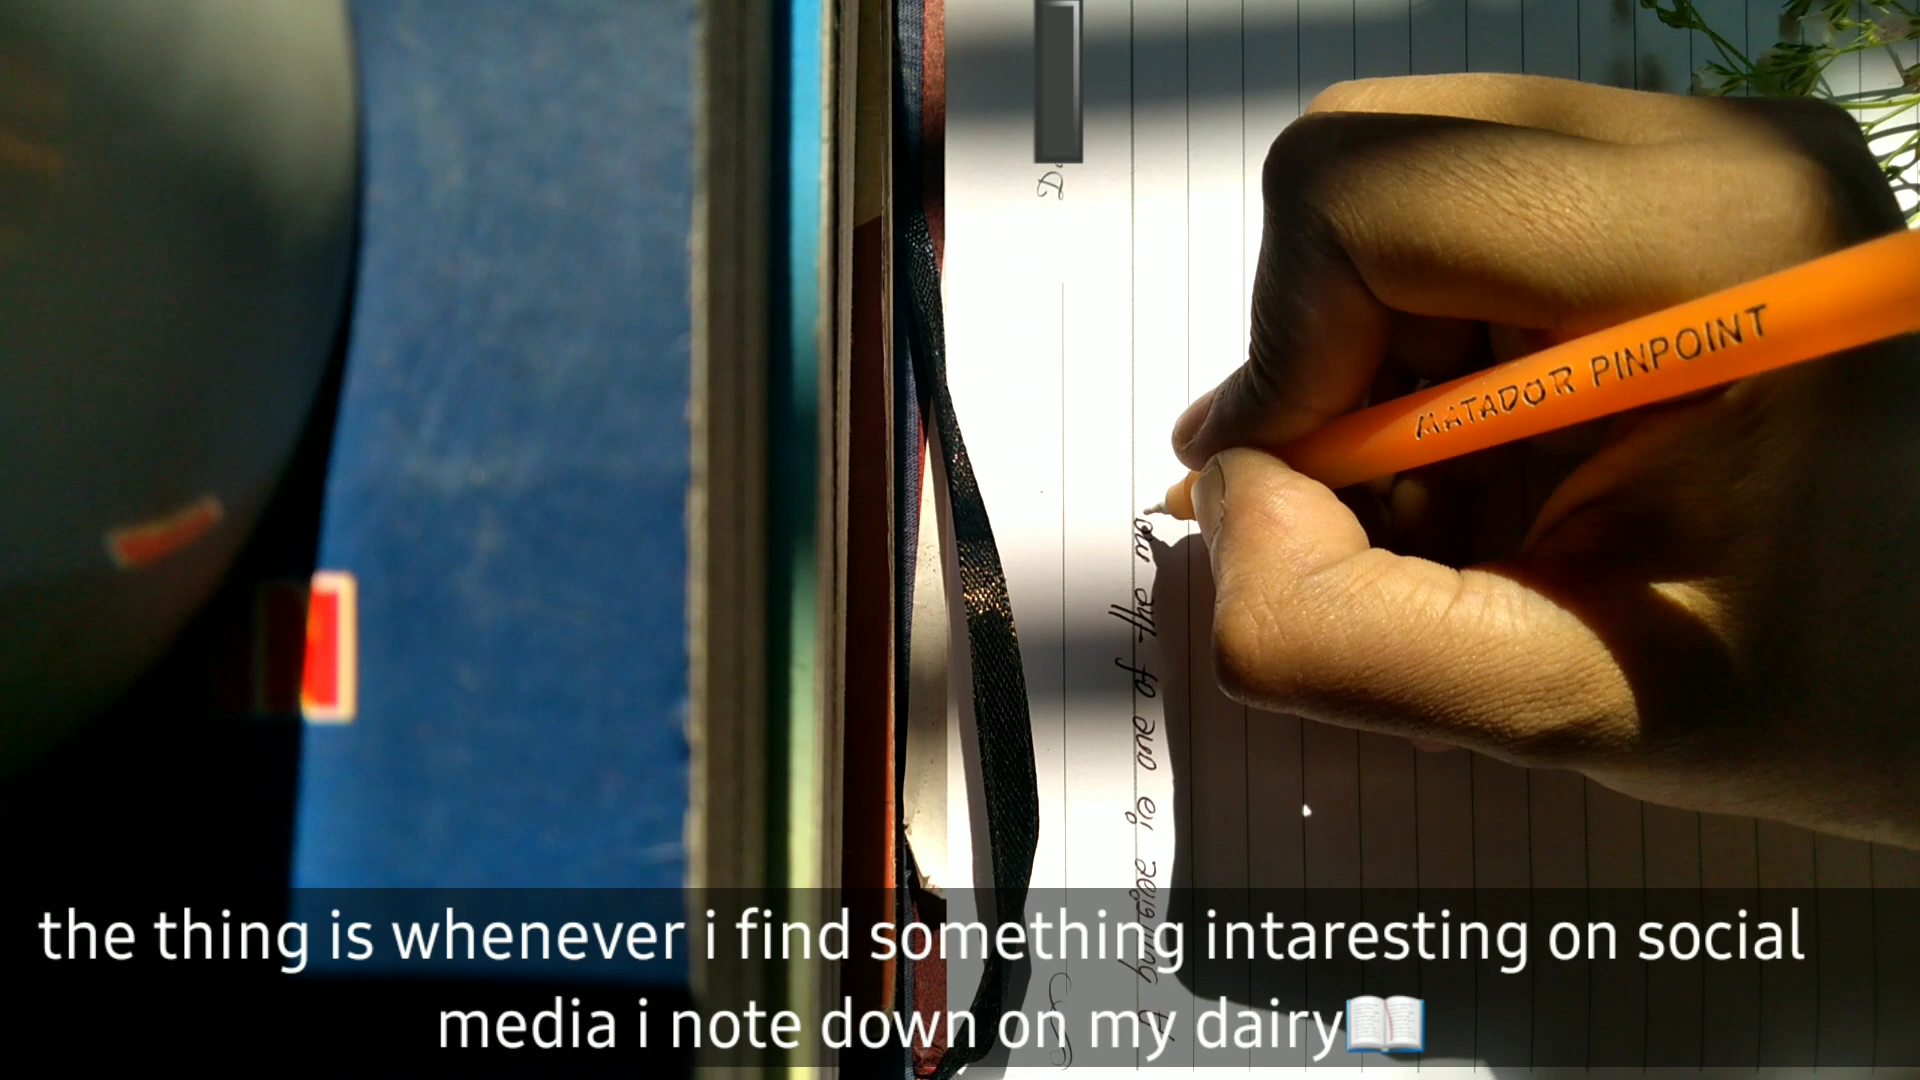 MATADOR PINPOINT
is one of the mo
the thing is whenever i find something intaresting on social
media i note down on my dairy📖